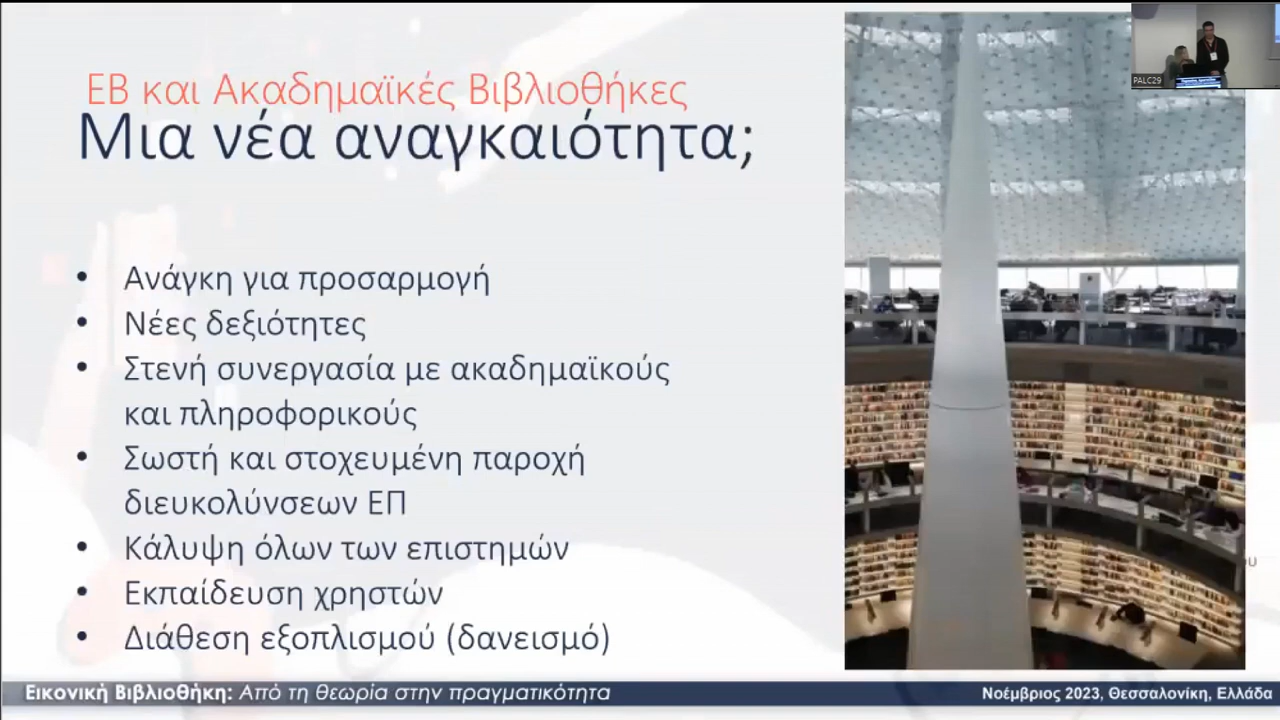 ΕΒ και Ακαδημαϊκές Βιβλιοθήκες
Μια νέα αναγκαιότητα;
• Ανάγκη για προσαρμογή
• Νέες δεξιότητες
• Στενή συνεργασία με ακαδημαϊκούς
και πληροφορικούς
• Σωστή και στοχευμένη παροχή
διευκολύνσεων ΕΠ
• Κάλυψη όλων των επιστημών
• Εκπαίδευση χρηστών
• Διάθεση εξοπλισμού (δανεισμό)
Εικονική Βιβλιοθήκη: Από τη θεωρία στην πραγματικότητα
Νοέμβριος 2023, Θεσσαλονίκη, Ελλάδα
PALC29